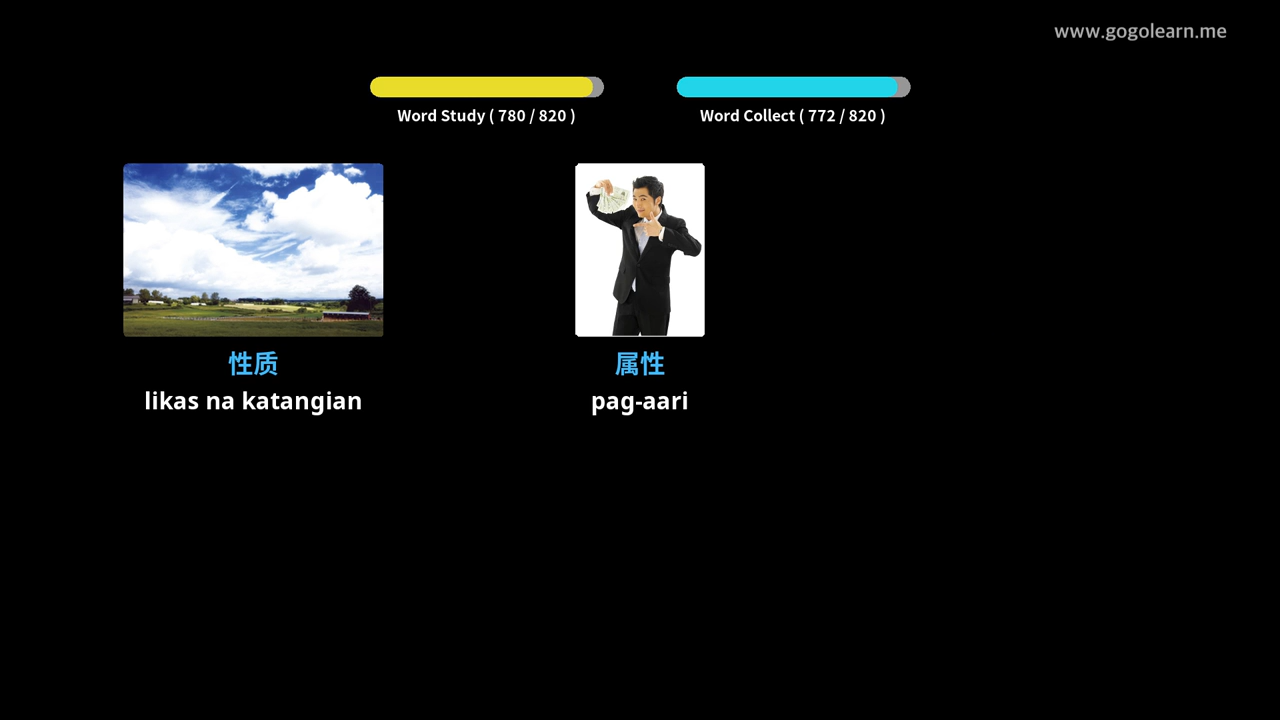 www.gogolearn.me
Word Study ( 780 / 820 )
Word Collect ( 772 / 820 )
性质
likas na katangian
属性
pag-aari